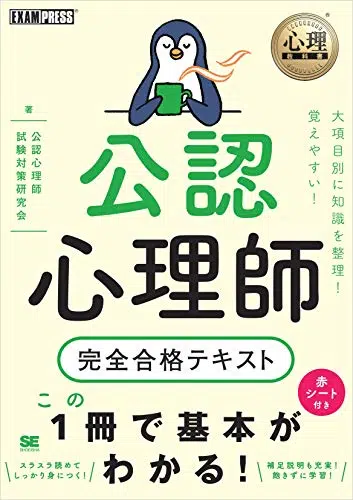 EXAMPRESS®
心理
教科書
大項目別に知識を整理！
覚えやすい！
著
公認心理師
試験対策研究会
公認
心理師
完全合格テキスト
赤
シート
付き
この
1冊で基本が
わかる！
SE
SHOEISHA
スラスラ読めて
しっかり身につく！
補足説明も充実！
飽きずに学習！